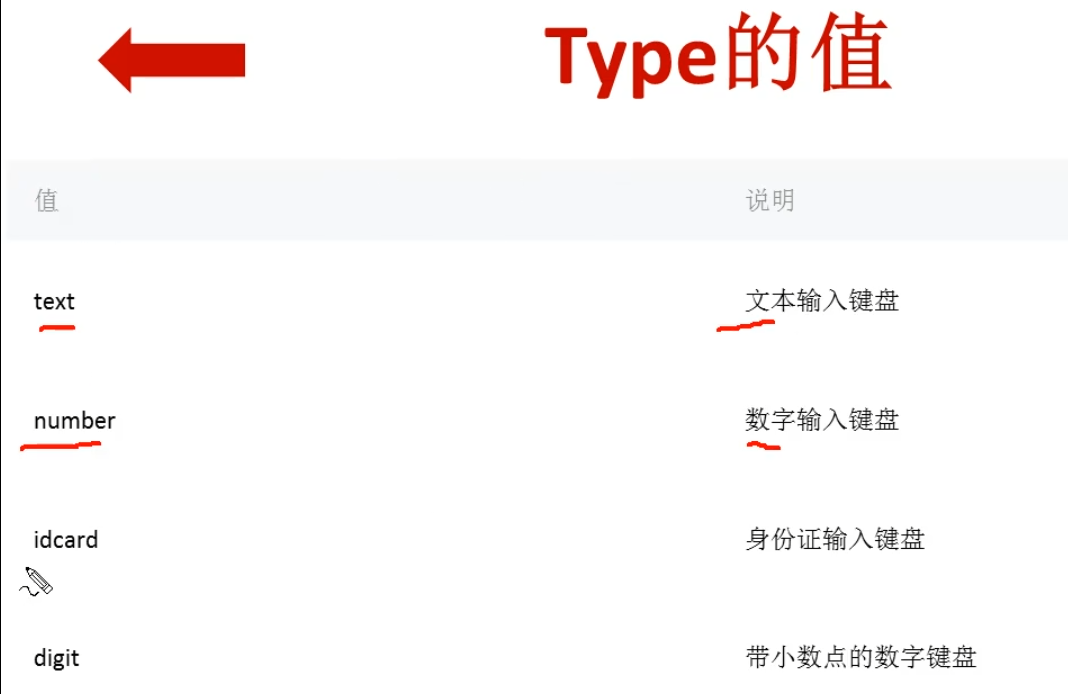 Type的值
值 说明
text 文本输入键盘
number 数字输入键盘
idcard 身份证输入键盘
digit 带小数点的数字键盘